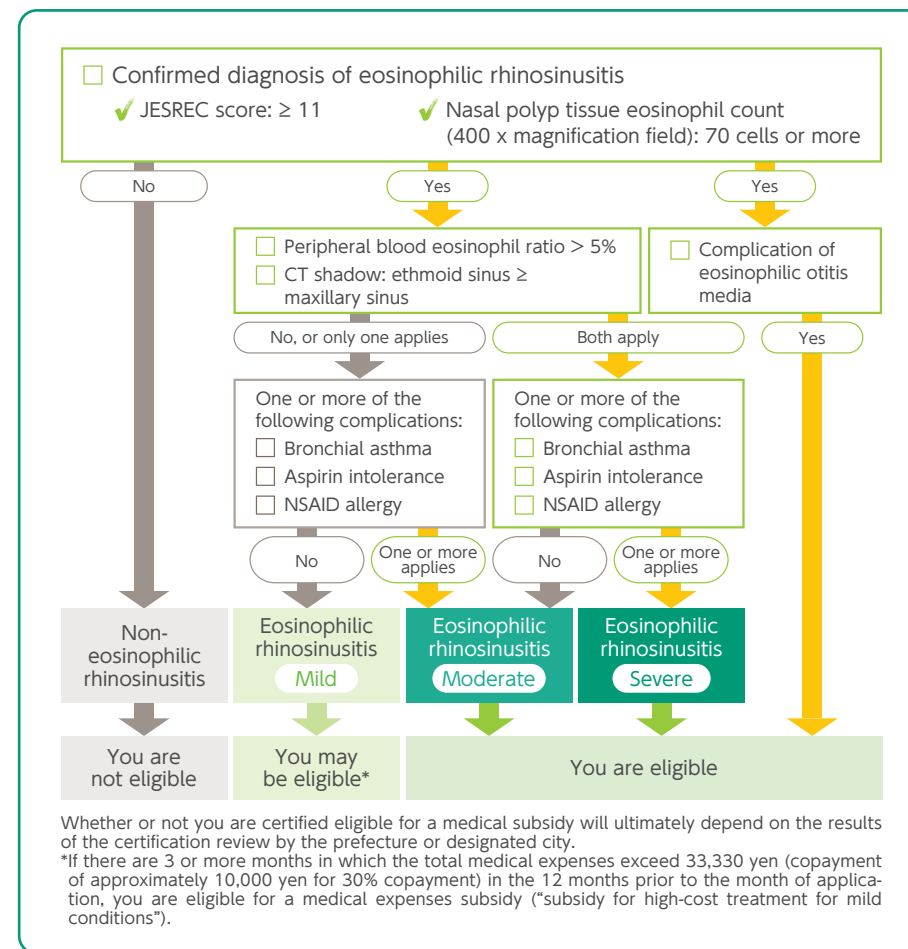 Confirmed diagnosis of eosinophilic rhinosinusitis
JESREC score: ≥ 11
Nasal polyp tissue eosinophil count
(400 x magnification field): 70 cells or more
No
Yes
Yes
Peripheral blood eosinophil ratio > 5%
CT shadow: ethmoid sinus ≥
maxillary sinus
Complication of
eosinophilic otitis
media
No, or only one applies
Both apply
Yes
One or more of the
following complications:
Bronchial asthma
Aspirin intolerance
NSAID allergy
One or more of the
following complications:
Bronchial asthma
Aspirin intolerance
NSAID allergy
No
One or more
applies
No
One or more
applies
Non-
eosinophilic
rhinosinusitis
Eosinophilic
rhinosinusitis
Mild
Eosinophilic
rhinosinusitis
Moderate
Eosinophilic
rhinosinusitis
Severe
You are
not eligible
You may
be eligible*
You are eligible
Whether or not you are certified eligible for a medical subsidy will ultimately depend on the results
of the certification review by the prefecture or designated city.
*If there are 3 or more months in which the total medical expenses exceed 33,330 yen (copayment
of approximately 10,000 yen for 30% copayment) in the 12 months prior to the month of applica-
tion, you are eligible for a medical expenses subsidy (“subsidy for high-cost treatment for mild
conditions”).